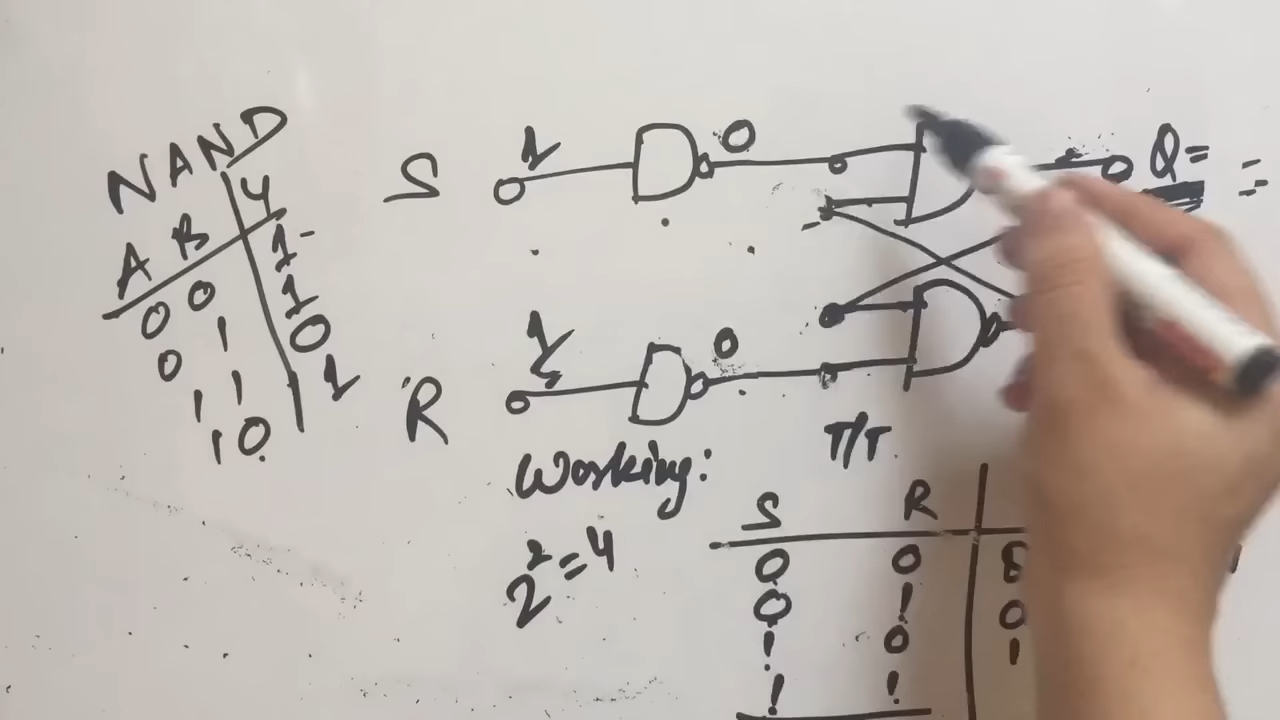 NAND
A B Y
0 0 1
0 1 1
1 1 0
1 0 1
S 1 0 Q=
R 1 0
Working:
2²=4
T/T
S R
0 0
0 1 0
1 0 1
1 1